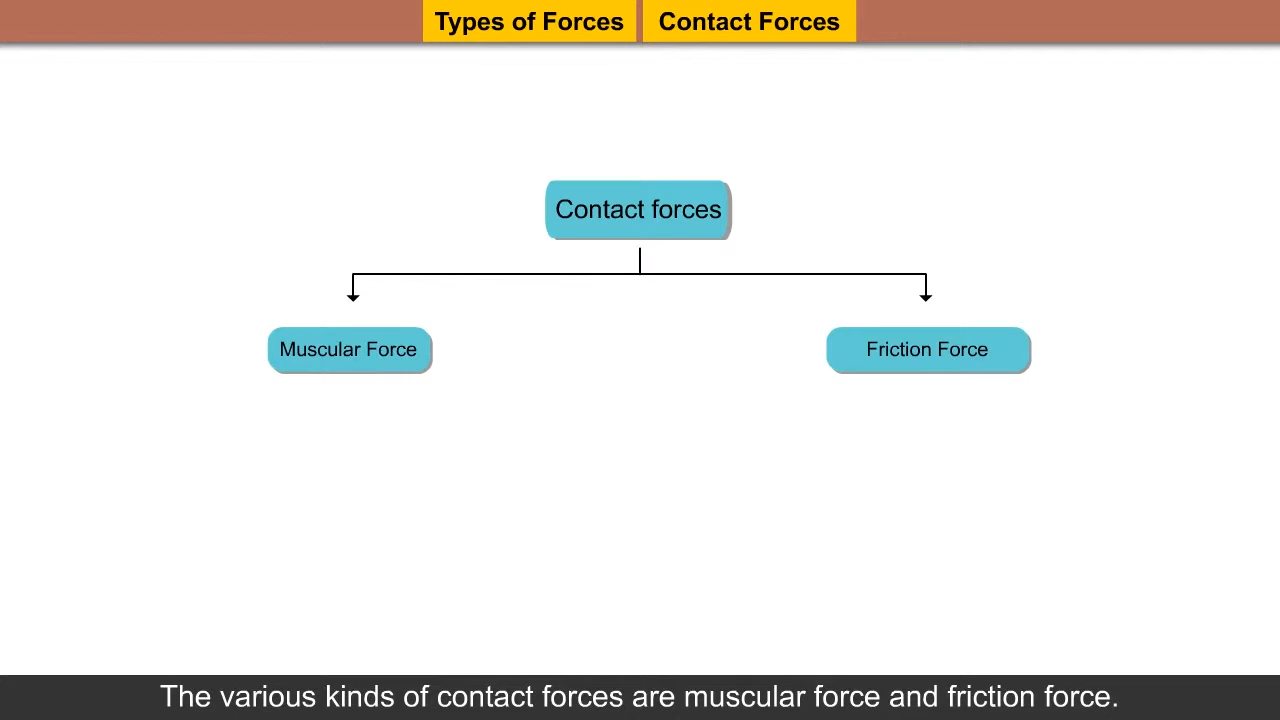 Types of Forces
Contact Forces
Contact forces
Muscular Force
Friction Force
The various kinds of contact forces are muscular force and friction force.